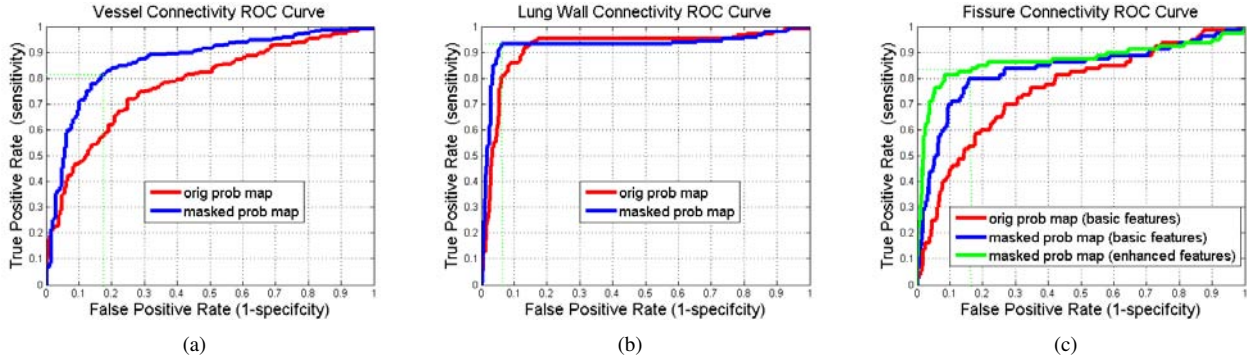 Vessel Connectivity ROC Curve
True Positive Rate (sensitivity)
1
0.9
0.8
0.7
0.6
0.5
0.4
0.3
0.2
0.1
0
orig prob map
masked prob map
0 0.1 0.2 0.3 0.4 0.5 0.6 0.7 0.8 0.9 1
False Positive Rate (1-specifcity)
(a)
Lung Wall Connectivity ROC Curve
True Positive Rate (sensitivity)
1
0.9
0.8
0.7
0.6
0.5
0.4
0.3
0.2
0.1
0
orig prob map
masked prob map
0 0.1 0.2 0.3 0.4 0.5 0.6 0.7 0.8 0.9 1
False Positive Rate (1-specifcity)
(b)
Fissure Connectivity ROC Curve
True Positive Rate (sensitivity)
1
0.9
0.8
0.7
0.6
0.5
0.4
0.3
0.2
0.1
0
orig prob map (basic features)
masked prob map (basic features)
masked prob map (enhanced features)
0 0.1 0.2 0.3 0.4 0.5 0.6 0.7 0.8 0.9 1
False Positive Rate (1-specifcity)
(c)